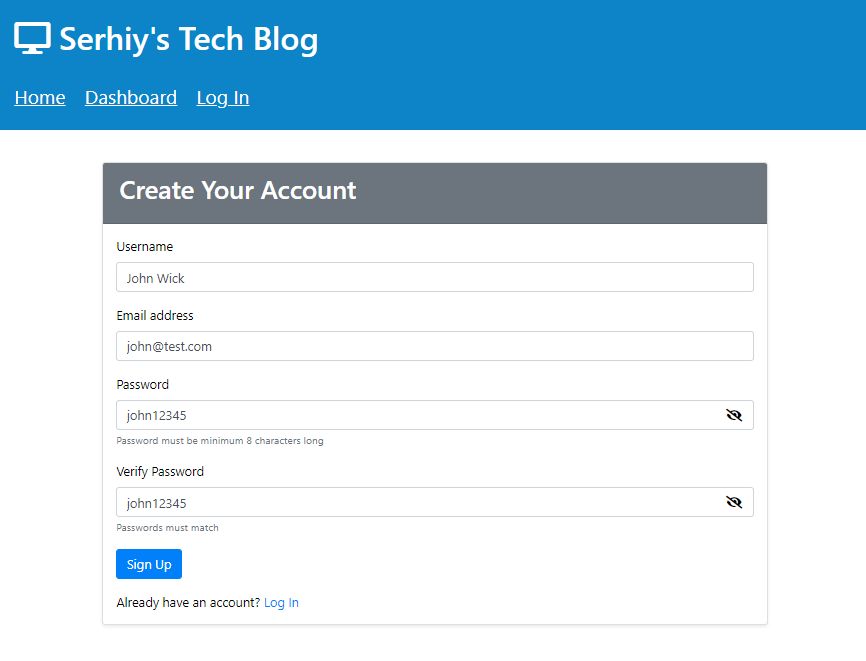 Serhiy's Tech Blog
Home Dashboard Log In
Create Your Account
Username
John Wick
Email address
john@test.com
Password
john12345
Password must be minimum 8 characters long
Verify Password
john12345
Passwords must match
Sign Up
Already have an account? Log In